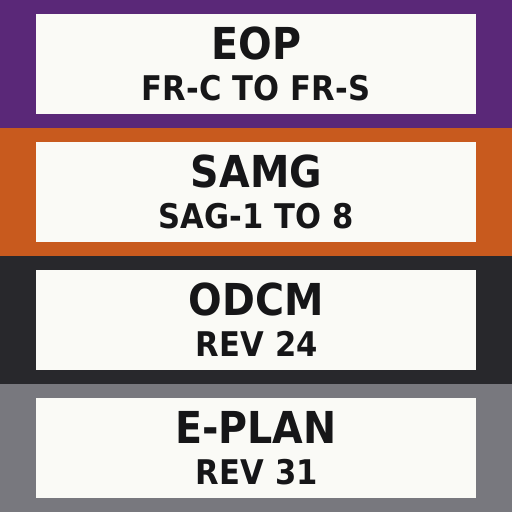 EOP
FR-C TO FR-S
SAMG
SAG-1 TO 8
ODCM
REV 24
E-PLAN
REV 31